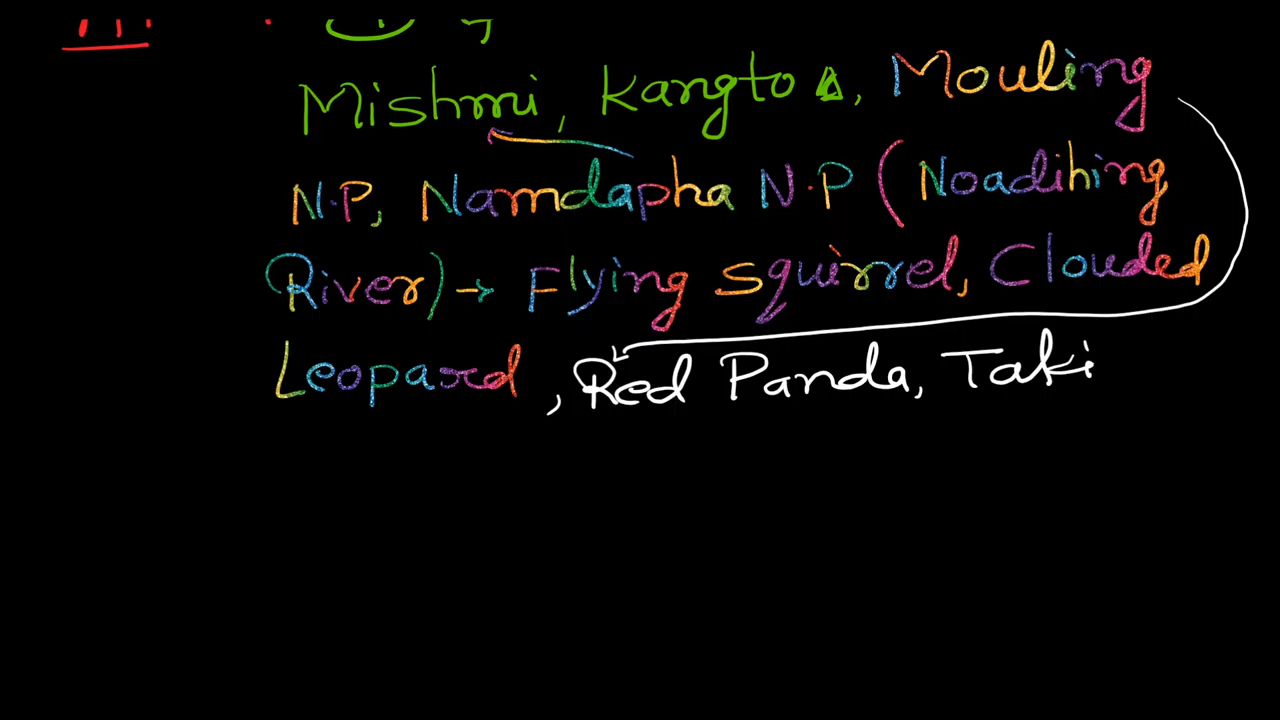 Mishmi, Kangto ▲, Mouling
N.P, Namdapha N.P (Noadihing
River) → Flying squirrel, Clouded
Leopard, Red Panda, Taki